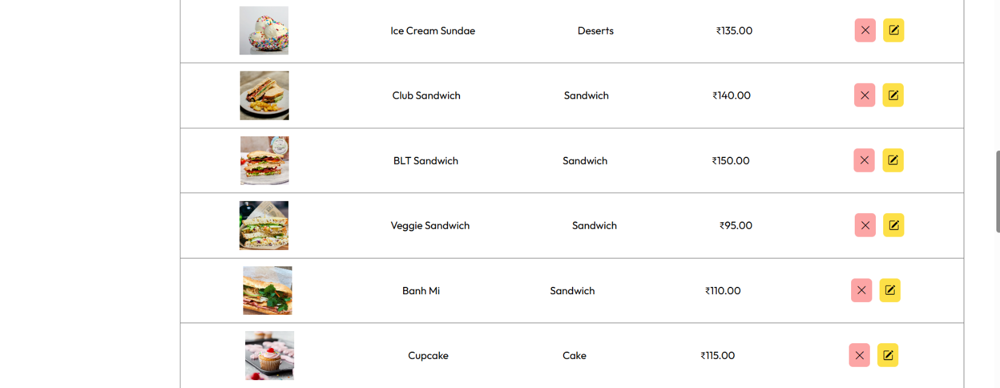 Ice Cream Sundae Deserts ₹135.00
Club Sandwich Sandwich ₹140.00
BLT Sandwich Sandwich ₹150.00
Veggie Sandwich Sandwich ₹95.00
Banh Mi Sandwich ₹110.00
Cupcake Cake ₹115.00